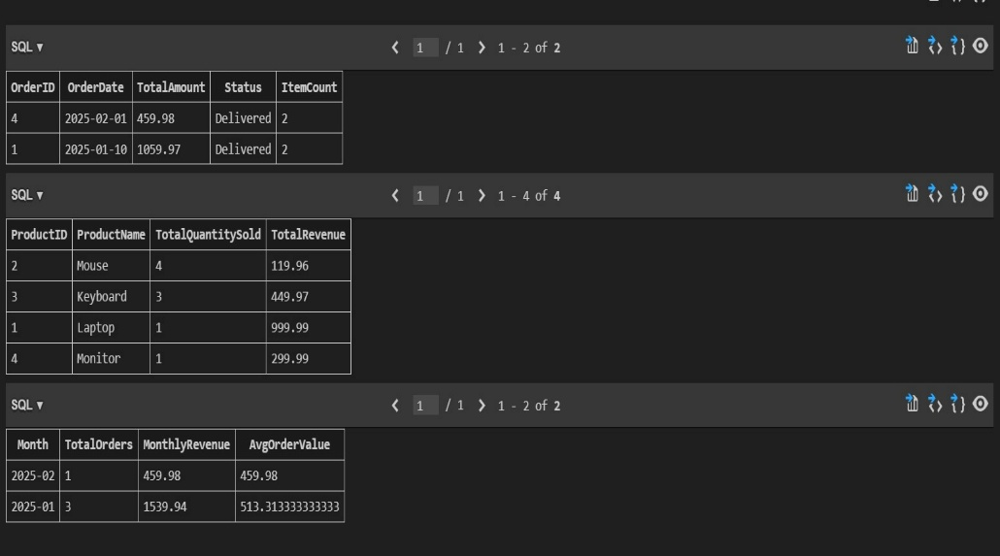 SQL ▼ ❮ 1 / 1 ❯ 1 - 2 of 2
OrderID OrderDate TotalAmount Status ItemCount
4 2025-02-01 459.98 Delivered 2
1 2025-01-10 1059.97 Delivered 2
SQL ▼ ❮ 1 / 1 ❯ 1 - 4 of 4
ProductID ProductName TotalQuantitySold TotalRevenue
2 Mouse 4 119.96
3 Keyboard 3 449.97
1 Laptop 1 999.99
4 Monitor 1 299.99
SQL ▼ ❮ 1 / 1 ❯ 1 - 2 of 2
Month TotalOrders MonthlyRevenue AvgOrderValue
2025-02 1 459.98 459.98
2025-01 3 1539.94 513.313333333333